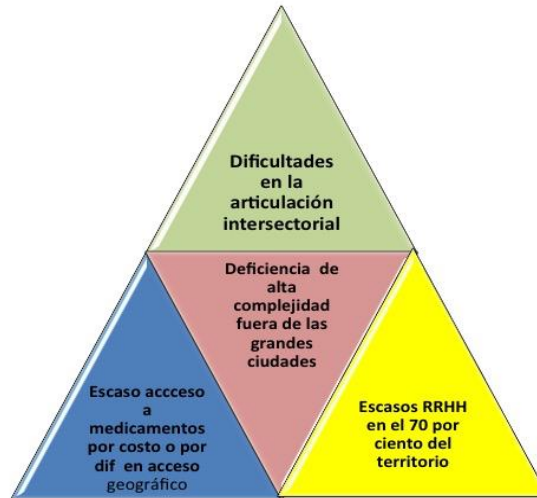 Dificultades
en la
articulación
intersectorial
Deficiencia de
alta
complejidad
fuera de las
grandes
ciudades
Escaso accceso
a
medicamentos
por costo o por
dif en acceso
geográfico
Escasos RRHH
en el 70 por
ciento del
territorio